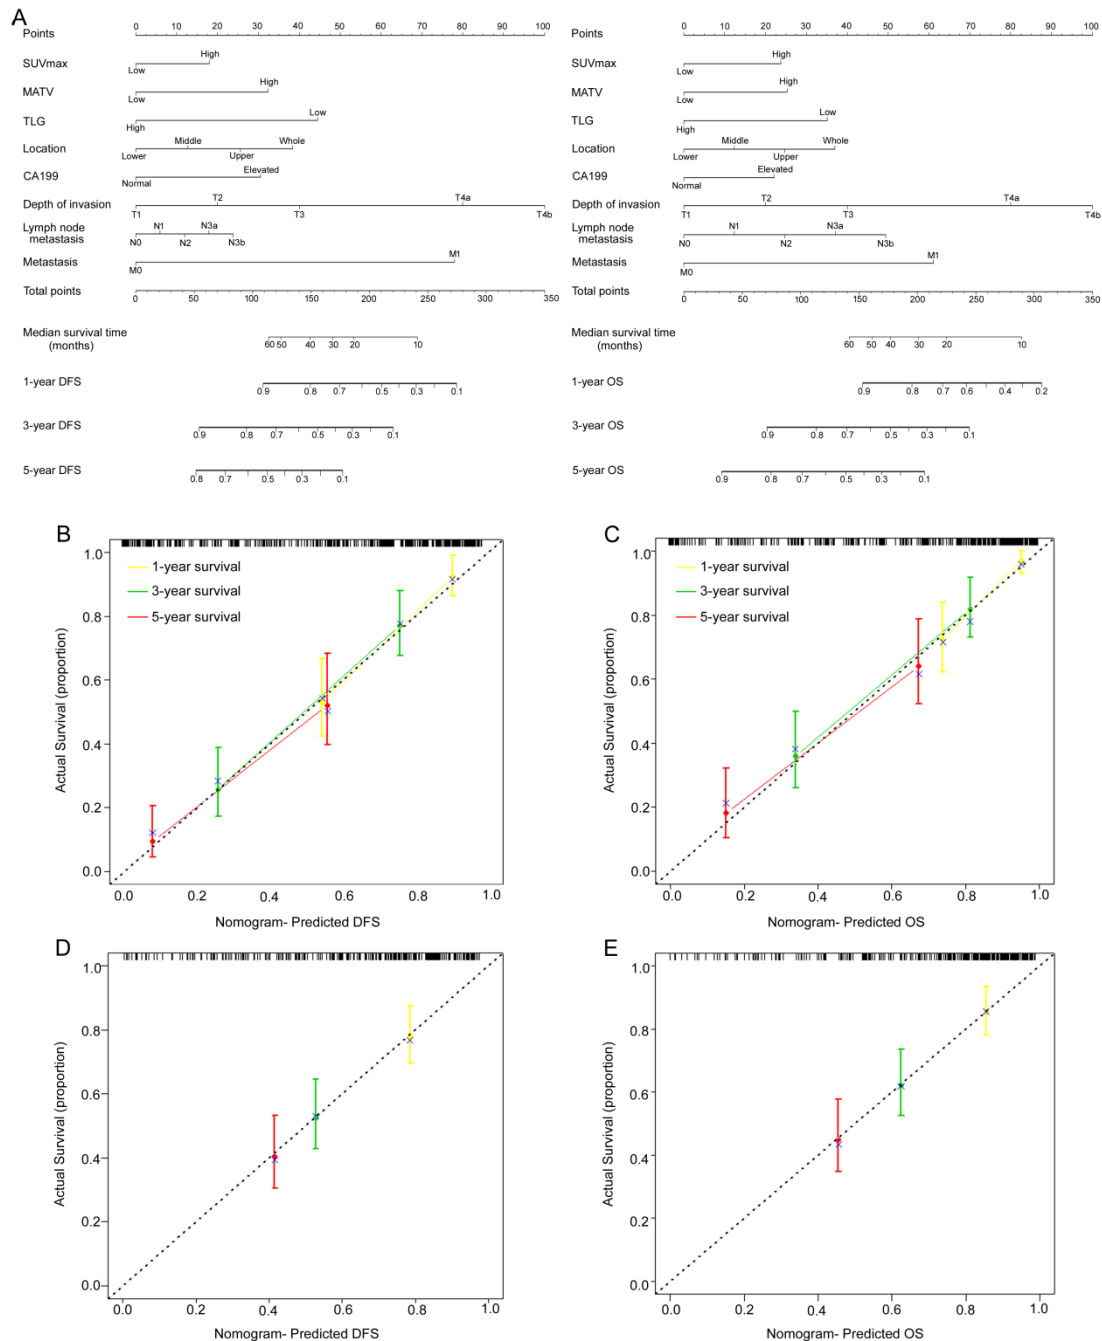 A
Points 0 10 20 30 40 50 60 70 80 90 100
SUVmax Low High
MATV Low High
TLG High Low
Location Lower Middle Upper Whole
CA199 Normal Elevated
Depth of invasion T1 T2 T3 T4a T4b
Lymph node
metastasis N0 N1 N2 N3a N3b
Metastasis M0 M1
Total points 0 50 100 150 200 250 300 350
Median survival time
(months) 60 50 40 30 20 10
1-year DFS 0.9 0.8 0.7 0.5 0.3 0.1
3-year DFS 0.9 0.8 0.7 0.5 0.3 0.1
5-year DFS 0.8 0.7 0.5 0.3 0.1
Points 0 10 20 30 40 50 60 70 80 90 100
SUVmax Low High
MATV Low High
TLG High Low
Location Lower Middle Upper Whole
CA199 Normal Elevated
Depth of invasion T1 T2 T3 T4a T4b
Lymph node
metastasis N0 N1 N2 N3a N3b
Metastasis M0 M1
Total points 0 50 100 150 200 250 300 350
Median survival time
(months) 60 50 40 30 20 10
1-year OS 0.9 0.8 0.7 0.6 0.4 0.2
3-year OS 0.9 0.8 0.7 0.5 0.3 0.1
5-year OS 0.9 0.8 0.7 0.5 0.3 0.1
B
1-year survival
3-year survival
5-year survival
Actual Survival (proportion)
1.0
0.8
0.6
0.4
0.2
0.0
0.0 0.2 0.4 0.6 0.8 1.0
Nomogram- Predicted DFS
C
1-year survival
3-year survival
5-year survival
Actual Survival (proportion)
1.0
0.8
0.6
0.4
0.2
0.0
0.0 0.2 0.4 0.6 0.8 1.0
Nomogram- Predicted OS
D
Actual Survival (proportion)
1.0
0.8
0.6
0.4
0.2
0.0
0.0 0.2 0.4 0.6 0.8 1.0
Nomogram- Predicted DFS
E
Actual Survival (proportion)
1.0
0.8
0.6
0.4
0.2
0.0
0.0 0.2 0.4 0.6 0.8 1.0
Nomogram- Predicted OS